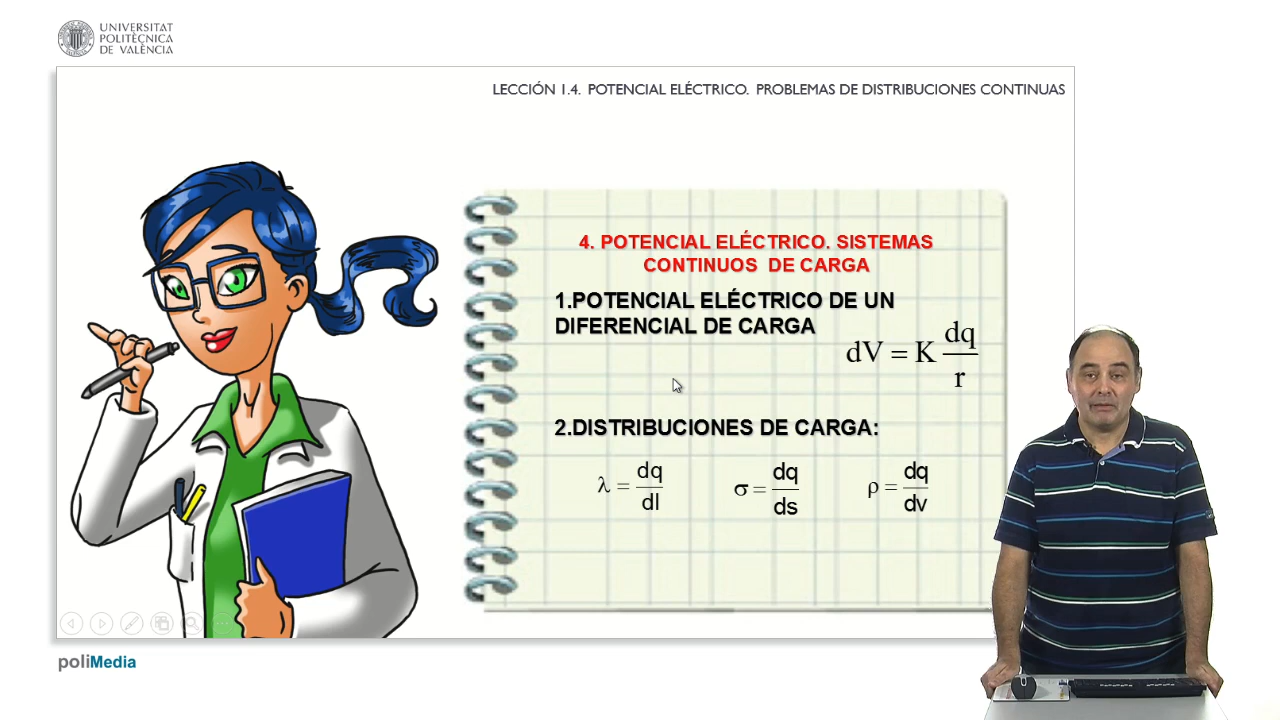 UNIVERSITAT
POLITÈCNICA
DE VALÈNCIA
LECCIÓN 1.4. POTENCIAL ELÉCTRICO. PROBLEMAS DE DISTRIBUCIONES CONTINUAS
4. POTENCIAL ELÉCTRICO. SISTEMAS
CONTINUOS DE CARGA
1.POTENCIAL ELÉCTRICO DE UN
DIFERENCIAL DE CARGA
dV = K dq/r
2.DISTRIBUCIONES DE CARGA:
λ = dq/dl σ = dq/ds ρ = dq/dv
poliMedia